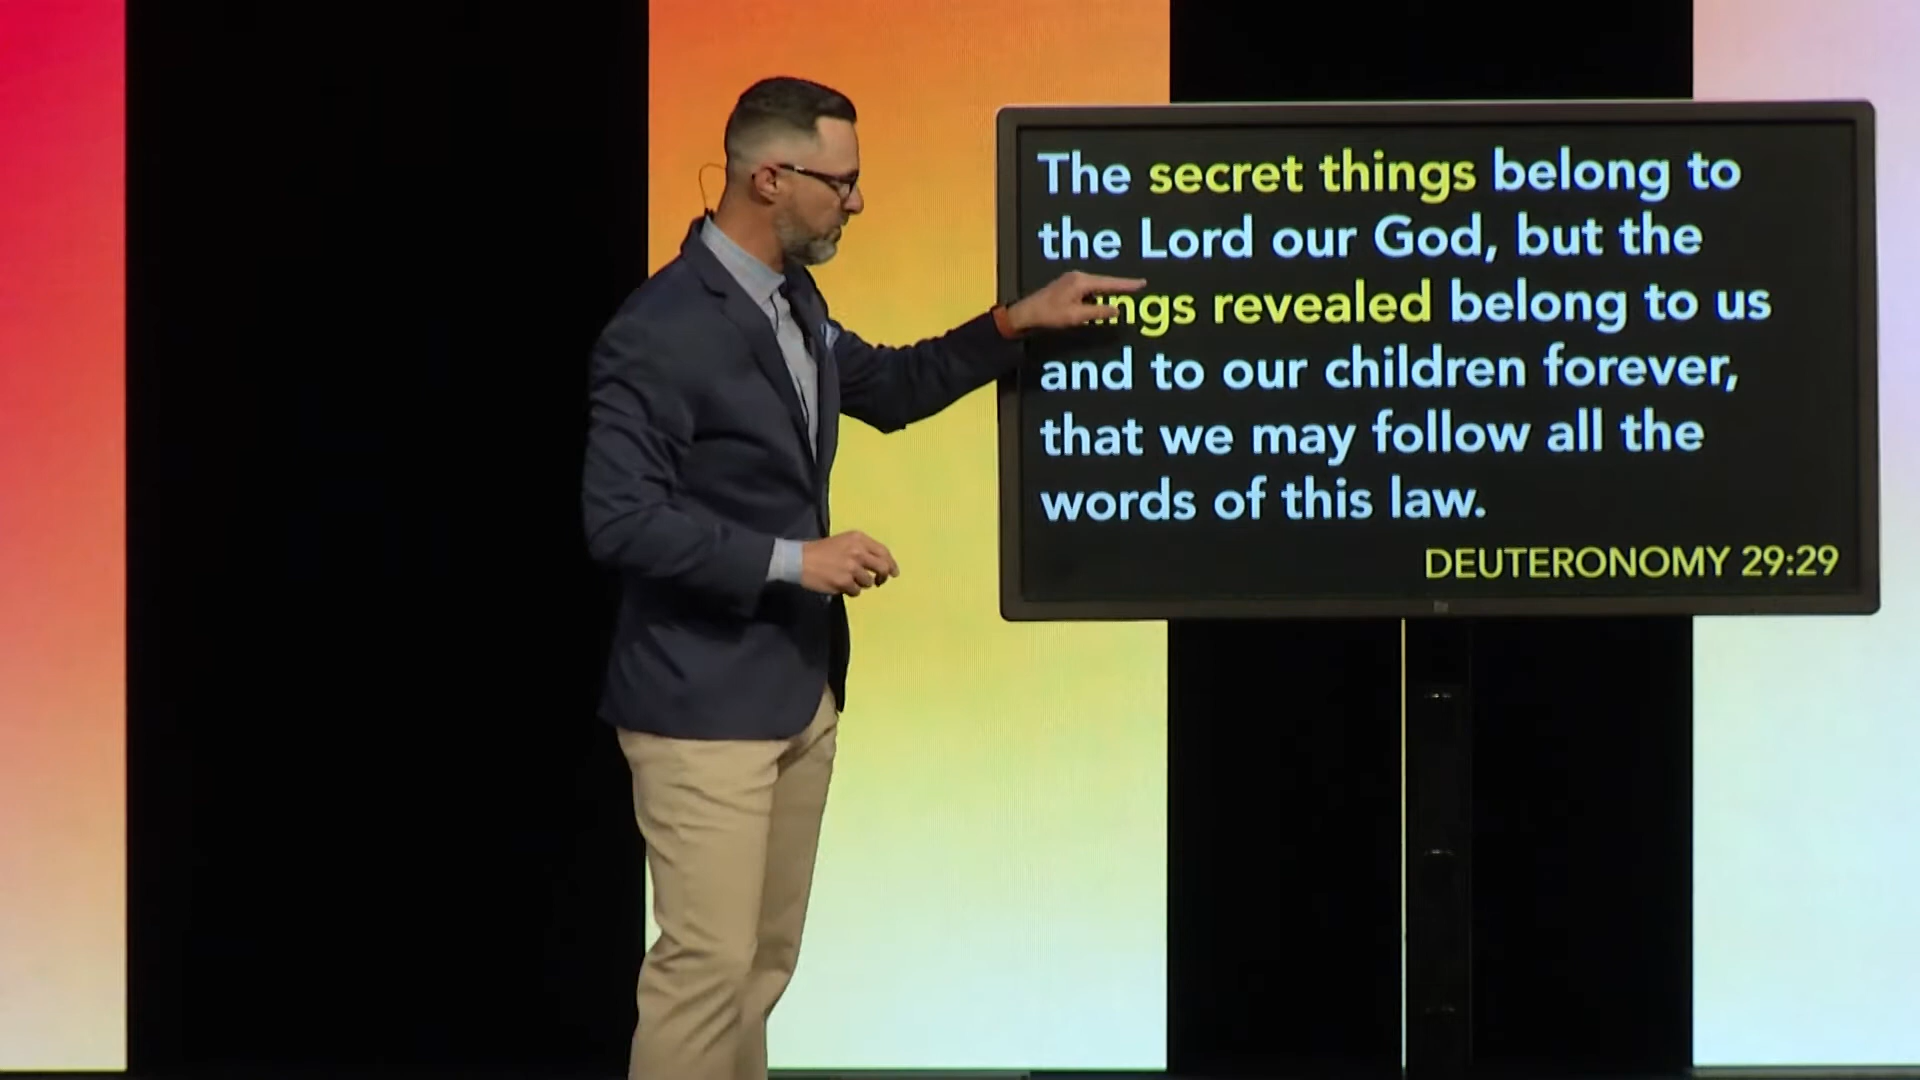 The secret things belong to
the Lord our God, but the
revealed belong to us
and to our children forever,
that we may follow all the
words of this law.
DEUTERONOMY 29:29